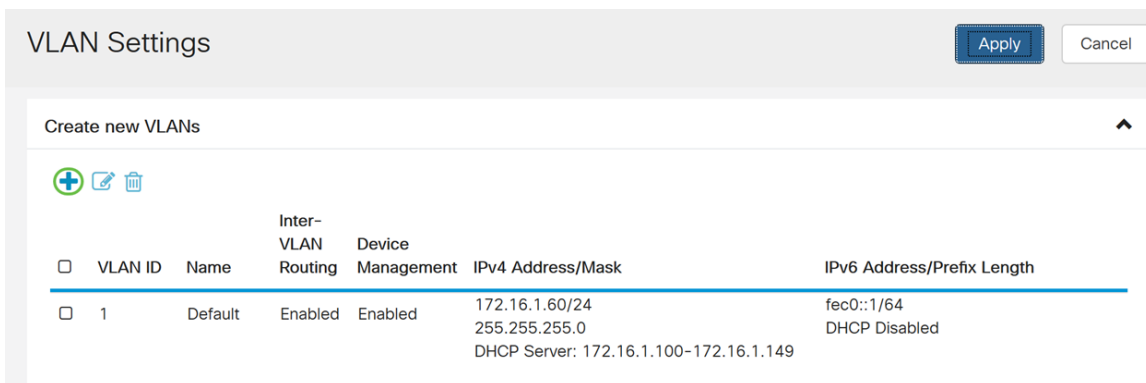 VLAN Settings
Apply
Cancel
Create new VLANs
VLAN ID
Name
Inter-
VLAN
Routing
Device
Management
IPv4 Address/Mask
IPv6 Address/Prefix Length
1
Default
Enabled
Enabled
172.16.1.60/24
255.255.255.0
DHCP Server: 172.16.1.100-172.16.1.149
fec0::1/64
DHCP Disabled